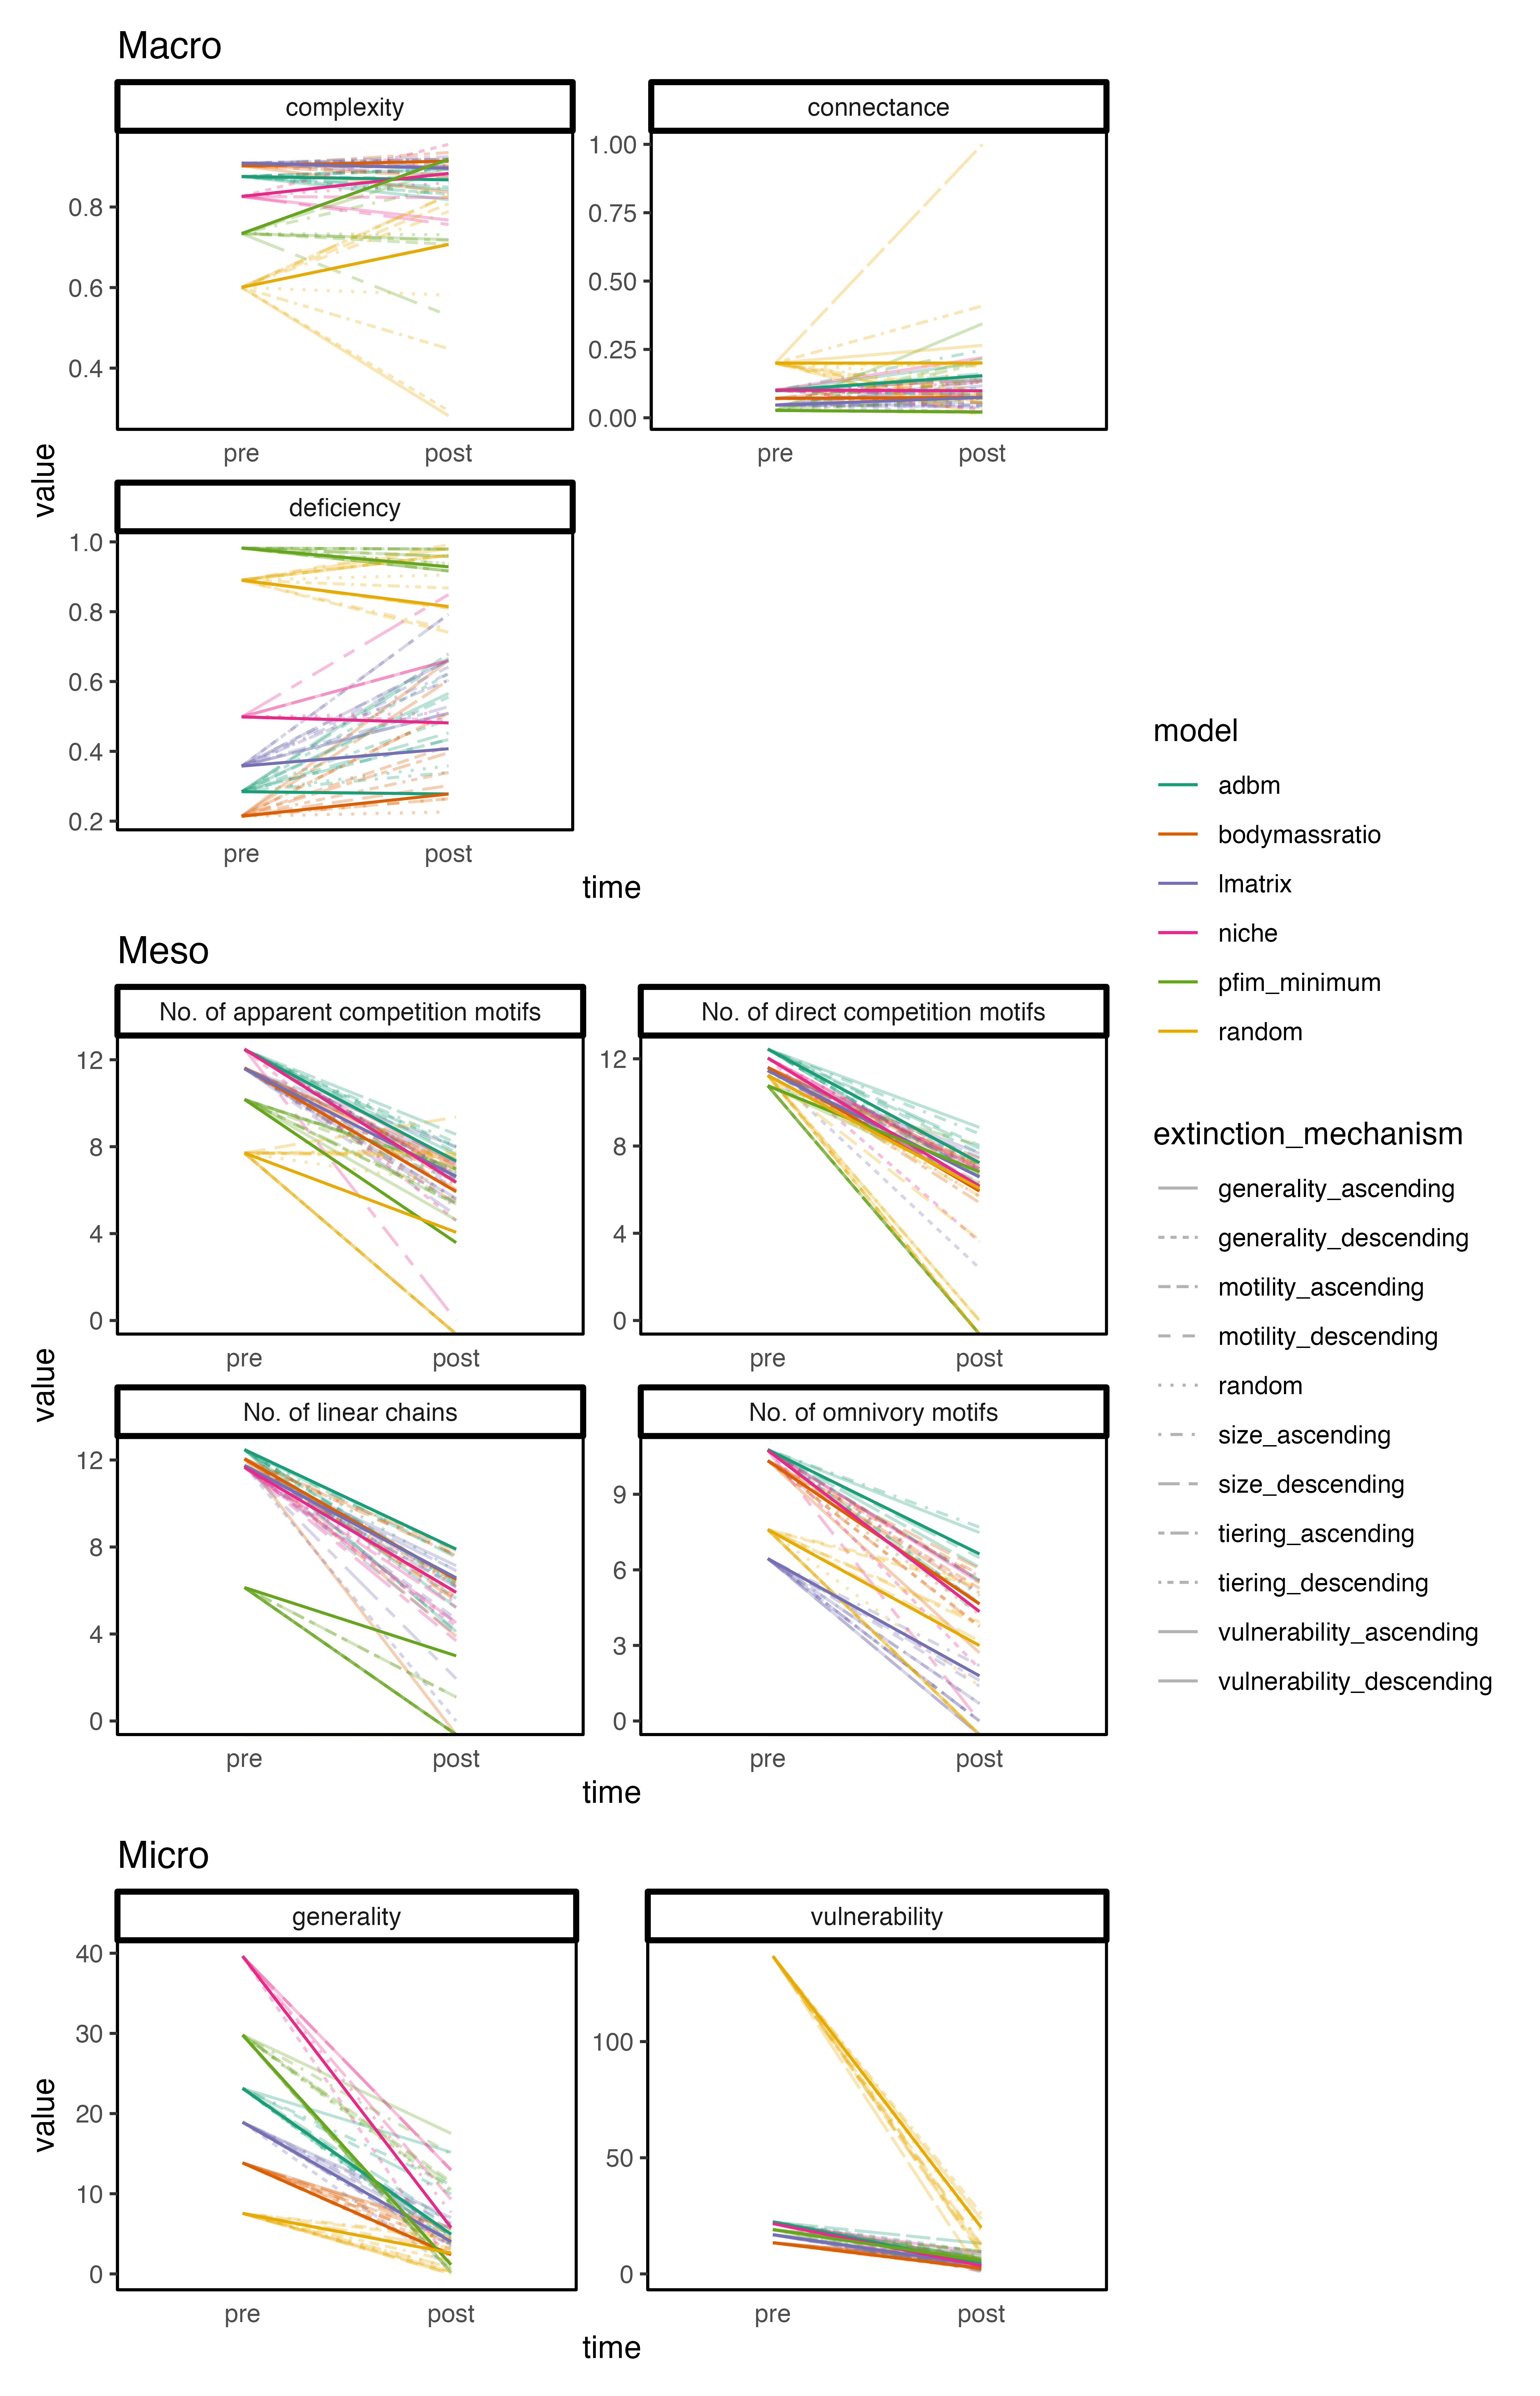 Macro
complexity
connectance
0.8
0.6
0.4
1.00
0.75
0.50
0.25
0.00
pre
post
pre
post
value
deficiency
1.0
0.8
0.6
0.4
0.2
pre
post
time
Meso
No. of apparent competition motifs
No. of direct competition motifs
12
8
4
0
12
8
4
0
pre
post
pre
post
value
No. of linear chains
No. of omnivory motifs
12
8
4
0
9
6
3
0
pre
post
pre
post
time
Micro
generality
vulnerability
40
30
20
10
0
100
50
0
value
pre
post
pre
post
time
model
adbm
bodymassratio
lmatrix
niche
pfim_minimum
random
extinction_mechanism
generality_ascending
generality_descending
motility_ascending
motility_descending
random
size_ascending
size_descending
tiering_ascending
tiering_descending
vulnerability_ascending
vulnerability_descending